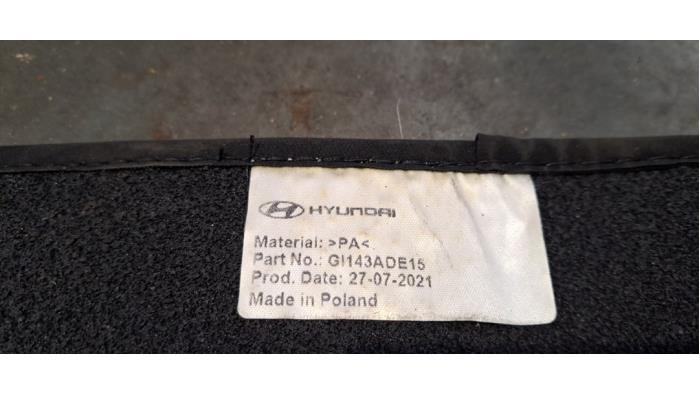 HYUNDAI
Material: >PA<.
Part No.: GI143ADE15
Prod. Date: 27-07-2021
Made in Poland